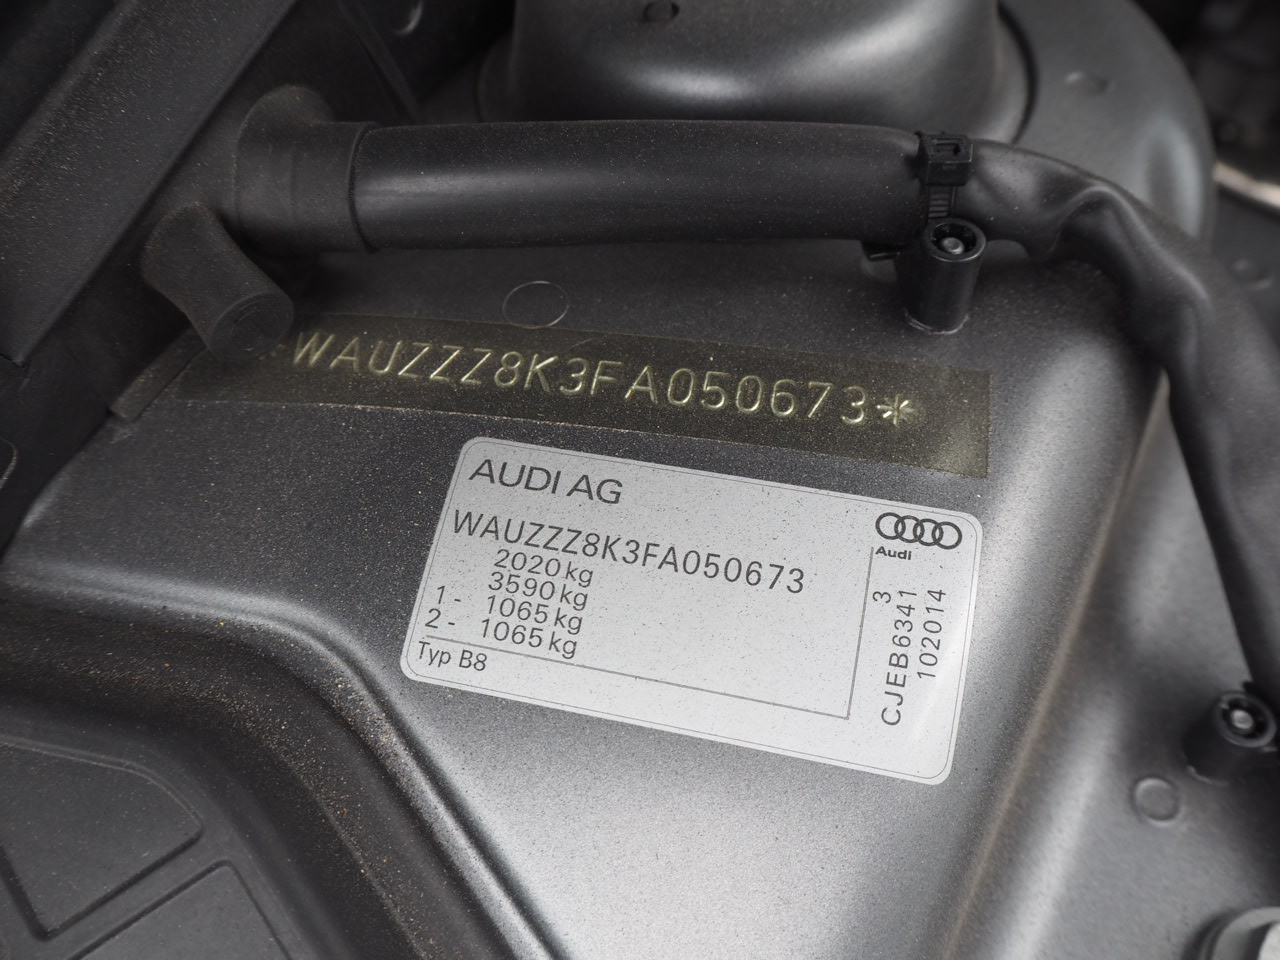 *WAUZZZ8K3FA050673*
AUDI AG
Audi
WAUZZZ8K3FA050673
2020 kg
3590 kg
1 - 1065 kg
2 - 1065 kg
Typ B8
3
CJEB6341
102014